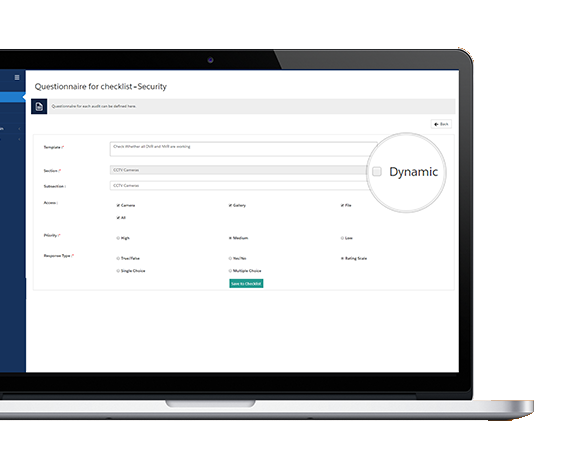 Questionnaire for checklist-Security
Questionnaire for each audit can be defined here.
Back
Template :*
Check Whether all DVR and NVR are working
Dynamic
Section :*
CCTV Cameras
Subsection :
CCTV Cameras
Access :
Camera Gallery File
All
Priority :*
High Medium Low
Response Type :*
True/False Yes/No Rating Scale
Single Choice Multiple Choice
Save to Checklist